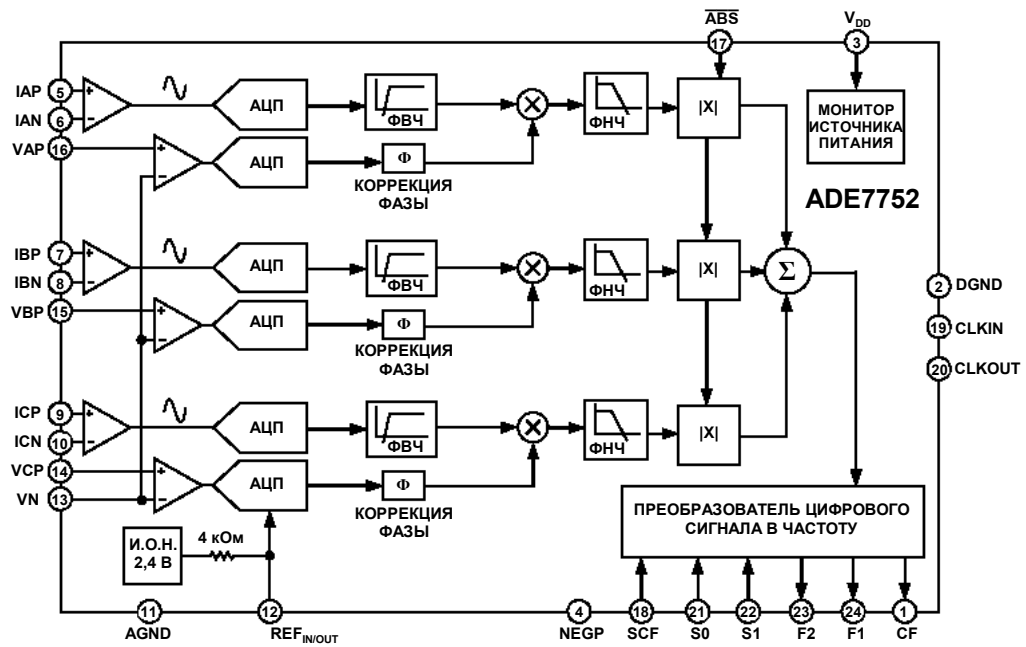 ABS
17
VDD
3
IAP 5 +
IAN 6 −
АЦП
ФВЧ
ФНЧ
|X|
МОНИТОР
ИСТОЧНИКА
ПИТАНИЯ
VAP 16 +
−
АЦП
Φ
КОРРЕКЦИЯ
ФАЗЫ
ADE7752
IBP 7 +
IBN 8 −
АЦП
ФВЧ
ФНЧ
|X|
Σ
2 DGND
VBP 15 +
−
АЦП
Φ
КОРРЕКЦИЯ
ФАЗЫ
19 CLKIN
20 CLKOUT
ICP 9 +
ICN 10 −
АЦП
ФВЧ
ФНЧ
|X|
VCP 14 +
VN 13 −
АЦП
Φ
КОРРЕКЦИЯ
ФАЗЫ
ПРЕОБРАЗОВАТЕЛЬ ЦИФРОВОГО
СИГНАЛА В ЧАСТОТУ
И.О.Н.
2,4 В
4 кОм
11 12 4 18 21 22 23 24 1
AGND REFIN/OUT NEGP SCF S0 S1 F2 F1 CF